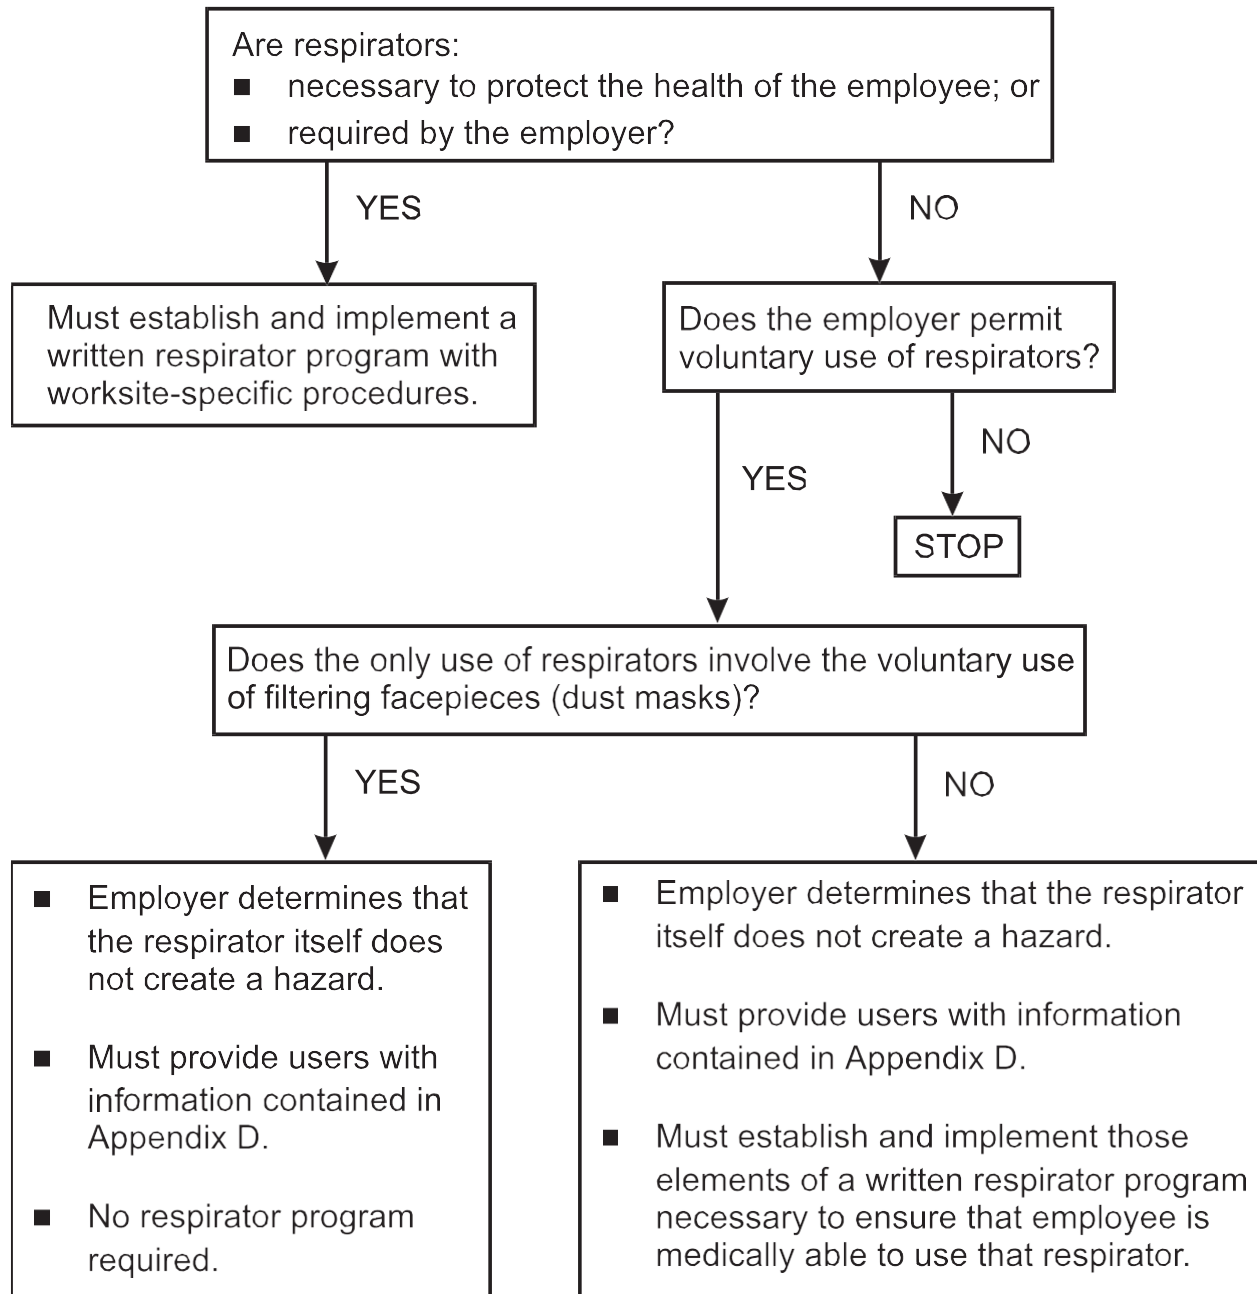 Are respirators:
■ necessary to protect the health of the employee; or
■ required by the employer?
YES
NO
Must establish and implement a
written respirator program with
worksite-specific procedures.
Does the employer permit
voluntary use of respirators?
YES
NO
STOP
Does the only use of respirators involve the voluntary use
of filtering facepieces (dust masks)?
YES
NO
■ Employer determines that
the respirator itself does
not create a hazard.
■ Must provide users with
information contained in
Appendix D.
■ No respirator program
required.
■ Employer determines that the respirator
itself does not create a hazard.
■ Must provide users with information
contained in Appendix D.
■ Must establish and implement those
elements of a written respirator program
necessary to ensure that employee is
medically able to use that respirator.